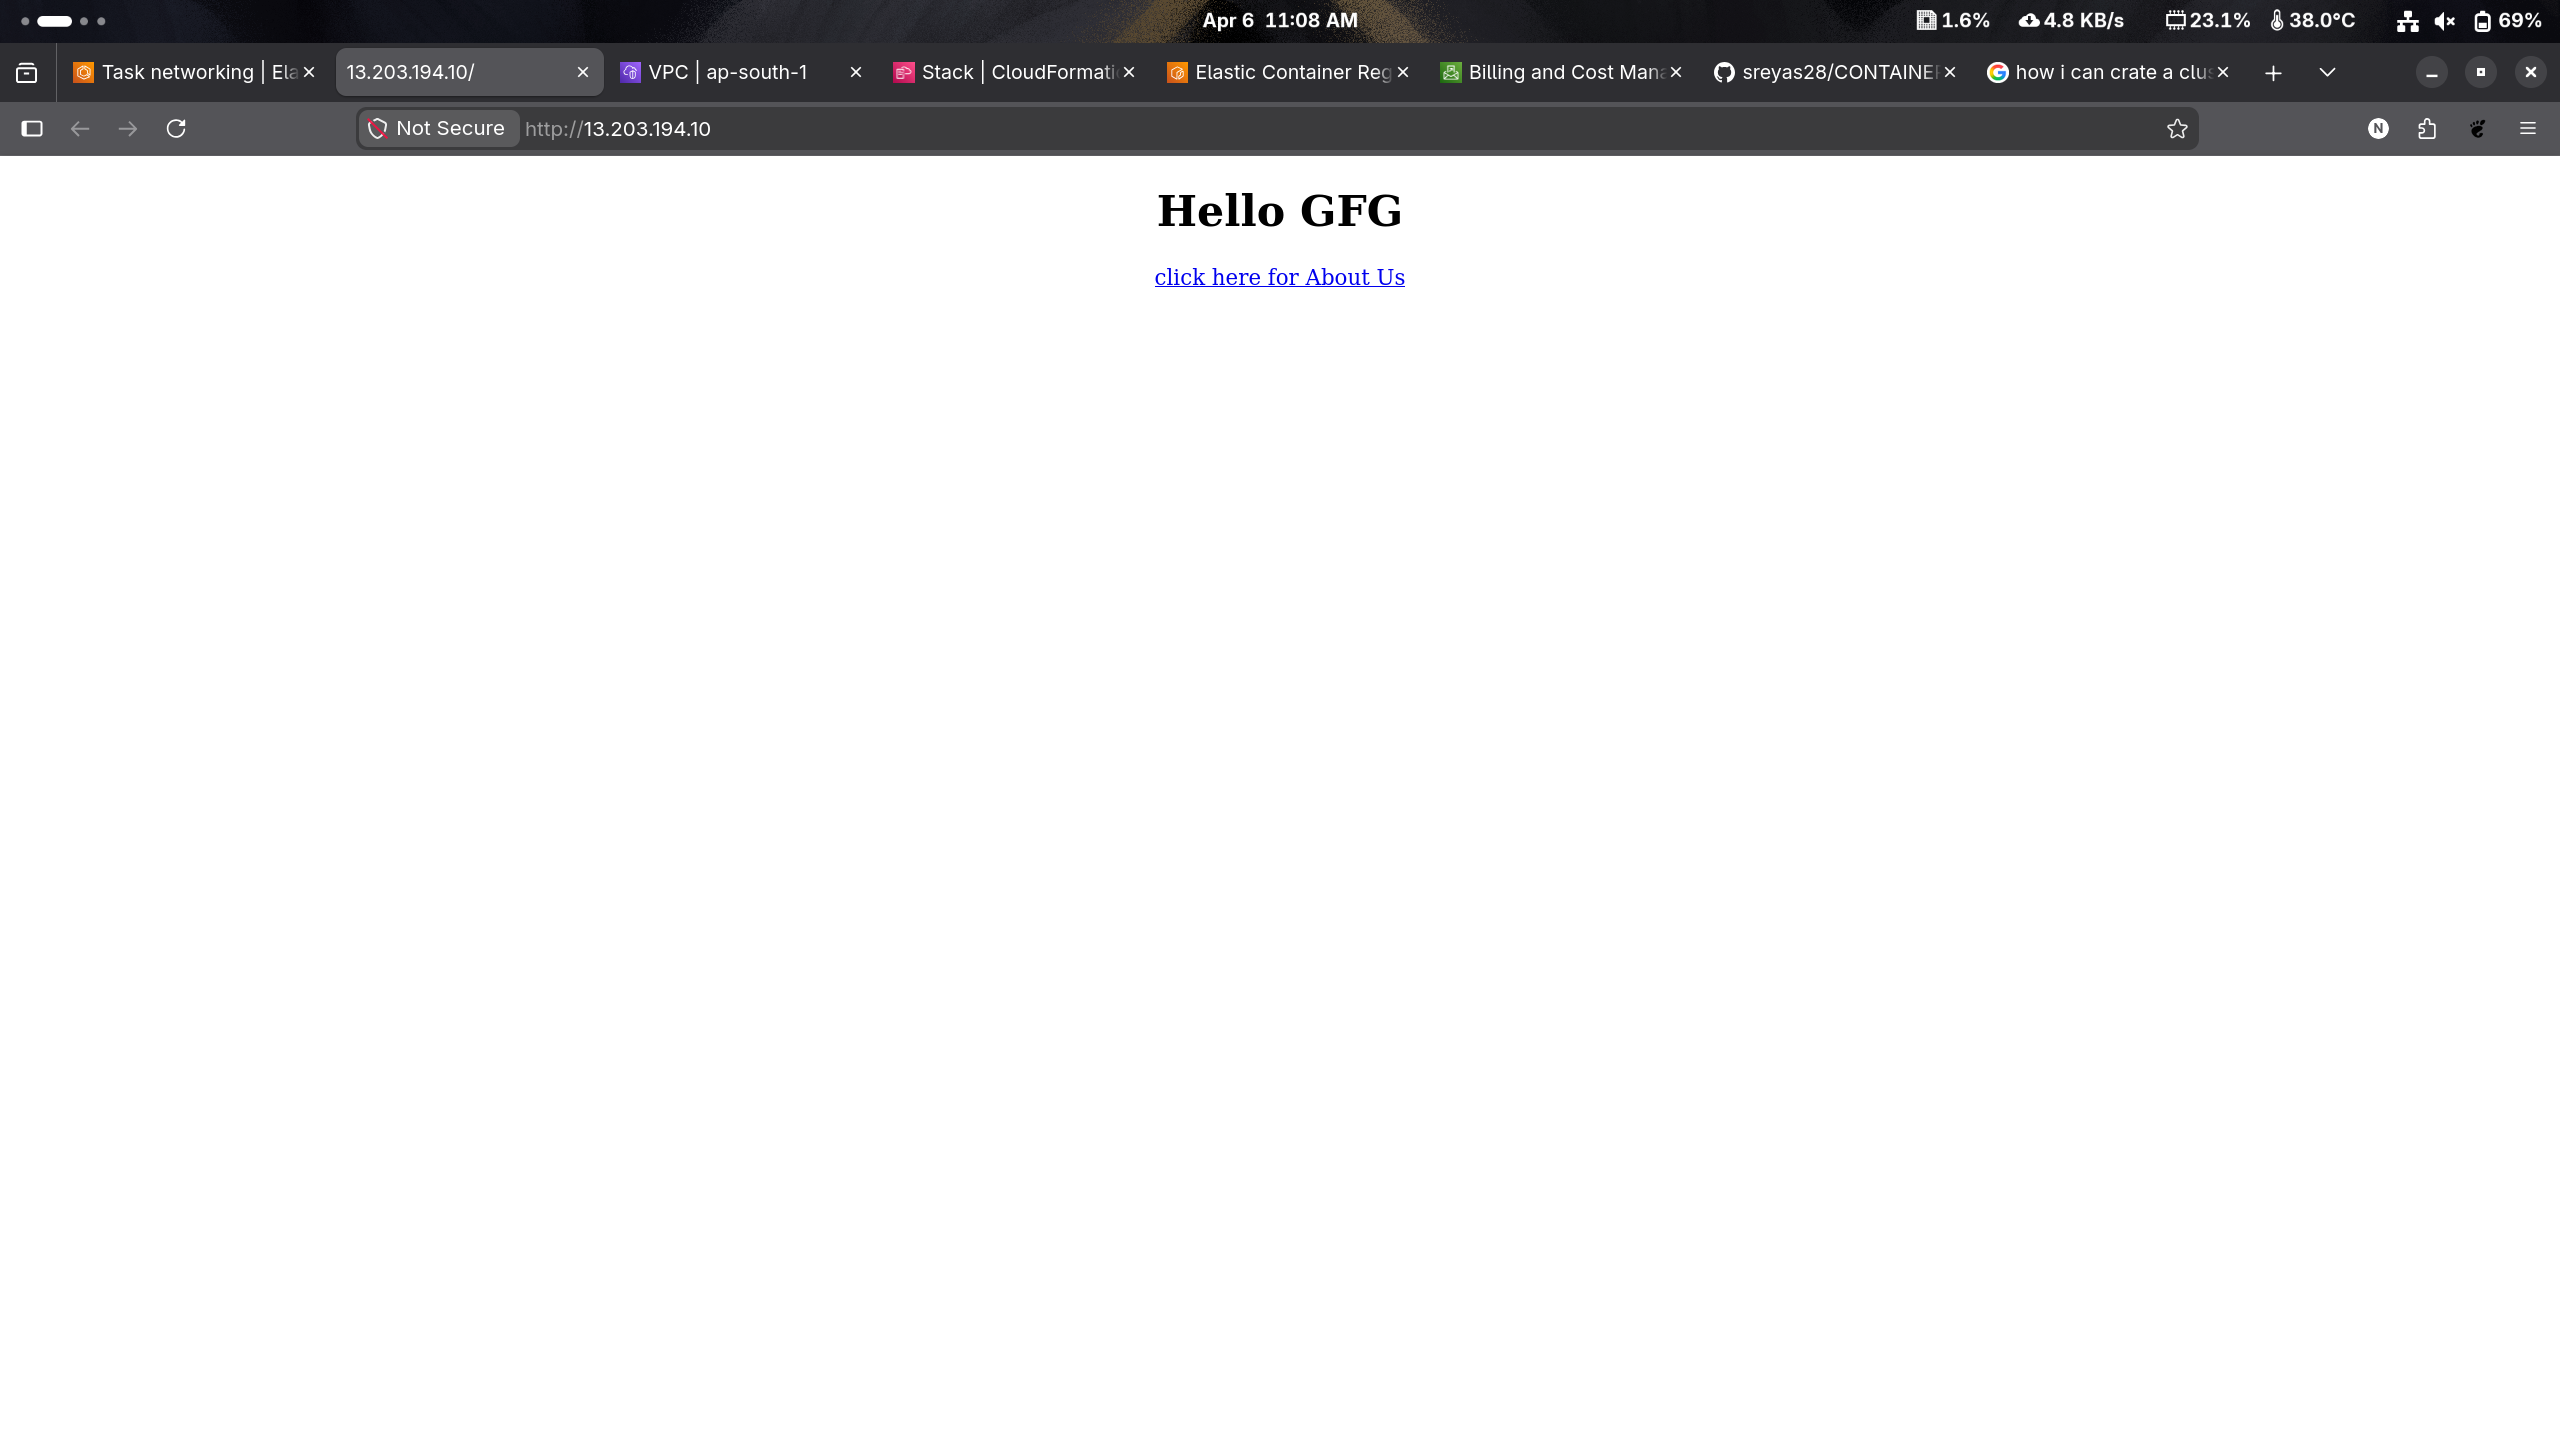 Apr 6 11:08 AM
1.6% 4.8 KB/s 23.1% 38.0°C 69%
Task networking | Ela
13.203.194.10/
VPC | ap-south-1
Stack | CloudFormati
Elastic Container Reg
Billing and Cost Mana
sreyas28/CONTAINER
how i can crate a clus
Not Secure http://13.203.194.10
N
Hello GFG
click here for About Us